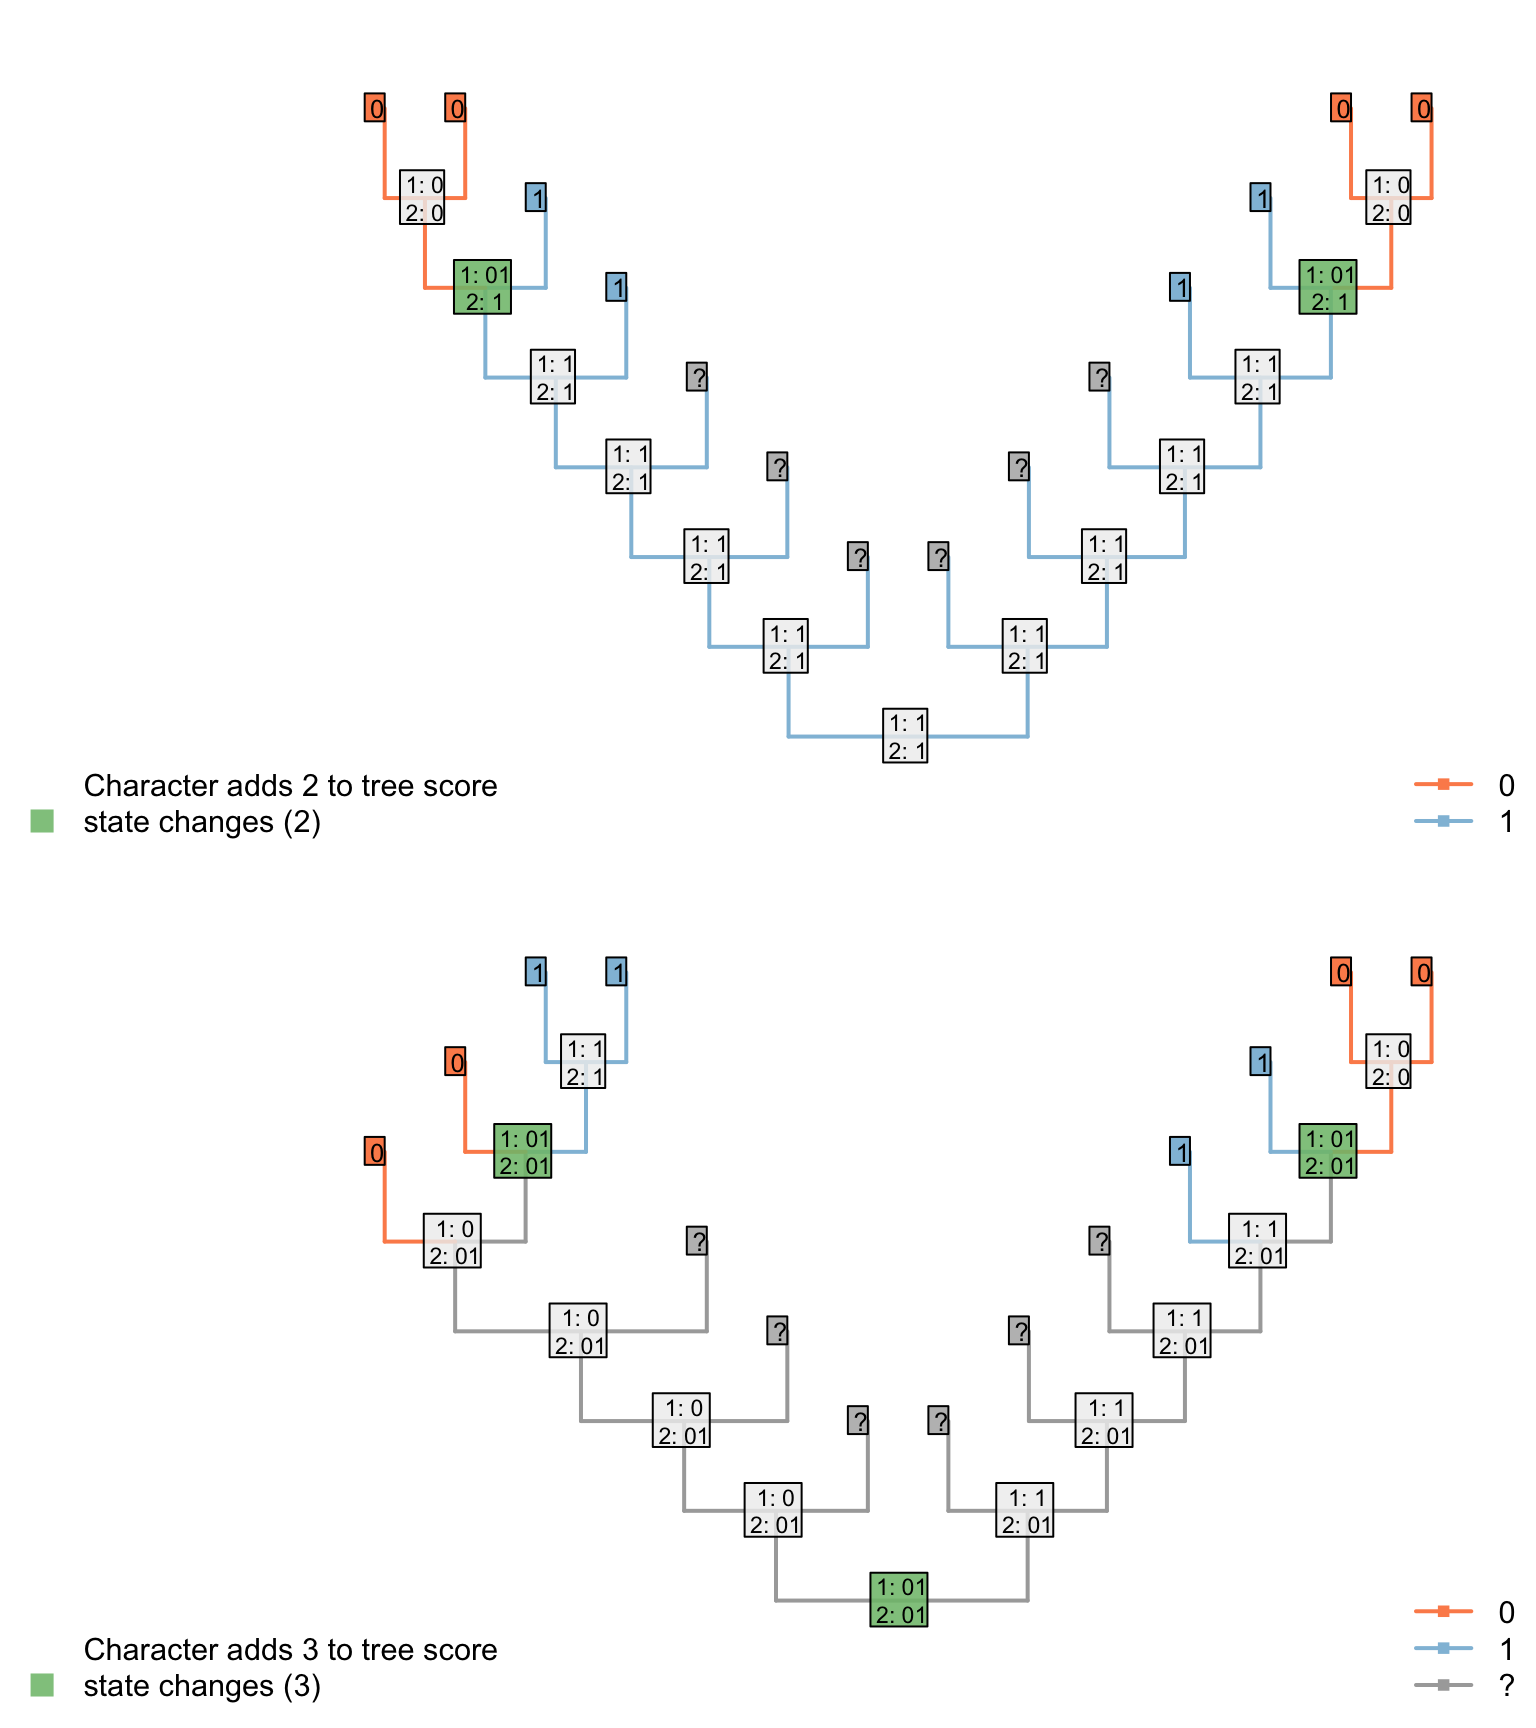 0 0 0 0
1: 0 1: 0
2: 0 1 1 2: 0
1: 01 1 1 1: 01
2: 1 2: 1
1: 1 ? ? 1: 1
2: 1 2: 1
1: 1 ? ? 1: 1
2: 1 2: 1
1: 1 ? ? 1: 1
2: 1 2: 1
1: 1 1: 1
2: 1 2: 1
1: 1
2: 1
Character adds 2 to tree score 0
state changes (2) 1
1 1 0 0
1: 1 1: 0
0 2: 1 1 2: 0
1: 01 1: 01
0 2: 01 1 2: 01
1: 0 ? ? 1: 1
2: 01 2: 01
1: 0 ? ? 1: 1
2: 01 2: 01
1: 0 ? ? 1: 1
2: 01 2: 01
1: 0 1: 1
2: 01 2: 01
1: 01
2: 01
0
Character adds 3 to tree score 1
state changes (3) ?